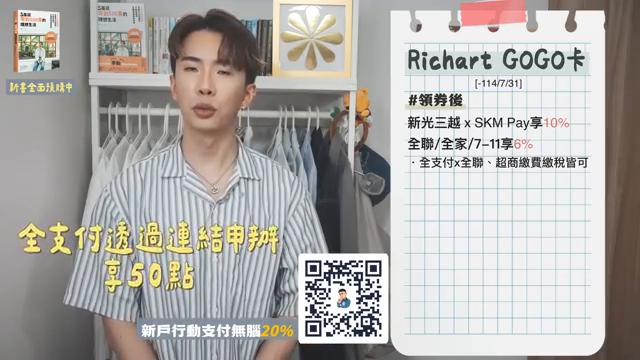 新書全面預購中
Richart GOGO卡
[-114/7/31]
#領券後
新光三越 x SKM Pay享10%
全聯/全家/7-11享6%
．全支付x全聯、超商繳費繳稅皆可
全支付透過連結申辦
享50點
新戶行動支付無腦20%